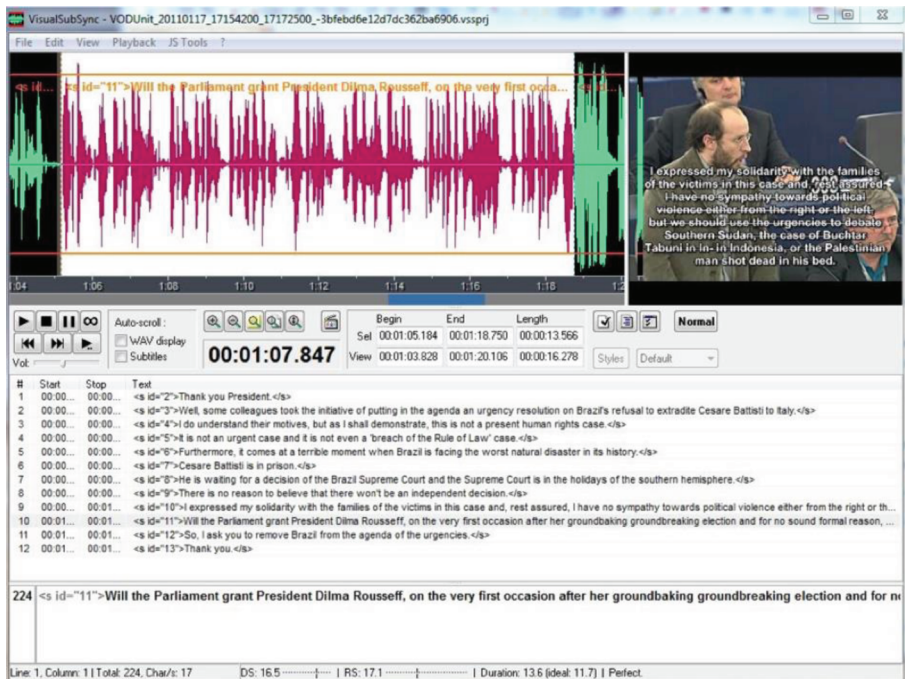 VisualSubSync - VODUnit_20110117_17154200_17172500_-3bfebd6e12d7dc362ba6906.vssprj
File Edit View Playback JS Tools ?
<s id... <s id="11">Will the Parliament grant President Dilma Rousseff, on the very first occa...
I expressed my solidarity with the families
of the victims in this case and, rest assured,
I have no sympathy towards political
violence either from the right or the left,
but we should use the urgencies to debate
Southern Sudan, the case of Buchtar
Tabuni in In- in Indonesia, or the Palestinian
man shot dead in his bed.
1:04 1:06 1:08 1:10 1:12 1:14 1:16 1:18 1:2
Auto-scroll :
WAV display
Subtitles
Vol:
00:01:07.847
Begin End Length
Sel 00:01:05.184 00:01:18.750 00:00:13.566
View 00:01:03.828 00:01:20.106 00:00:16.278
Normal
Styles Default
# Start Stop Text
1 00:00... 00:00... <s id="2">Thank you President.</s>
2 00:00... 00:00... <s id="3">Well, some colleagues took the initiative of putting in the agenda an urgency resolution on Brazil's refusal to extradite Cesare Battisti to Italy.</s>
3 00:00... 00:00... <s id="4">I do understand their motives, but as I shall demonstrate, this is not a present human rights case.</s>
4 00:00... 00:00... <s id="5">It is not an urgent case and it is not even a 'breach of the Rule of Law' case.</s>
5 00:00... 00:00... <s id="6">Furthermore, it comes at a terrible moment when Brazil is facing the worst natural disaster in its history.</s>
6 00:00... 00:00... <s id="7">Cesare Battisti is in prison.</s>
7 00:00... 00:00... <s id="8">He is waiting for a decision of the Brazil Supreme Court and the Supreme Court is in the holidays of the southern hemisphere.</s>
8 00:00... 00:00... <s id="9">There is no reason to believe that there won't be an independent decision.</s>
9 00:00... 00:01... <s id="10">I expressed my solidarity with the families of the victims in this case and, rest assured, I have no sympathy towards political violence either from the right or th...
10 00:01... 00:01... <s id="11">Will the Parliament grant President Dilma Rousseff, on the very first occasion after her groundbaking groundbreaking election and for no sound formal reason, ...
11 00:01... 00:01... <s id="12">So, I ask you to remove Brazil from the agenda of the urgencies.</s>
12 00:01... 00:01... <s id="13">Thank you.</s>
224 <s id="11">Will the Parliament grant President Dilma Rousseff, on the very first occasion after her groundbaking groundbreaking election and for no
Line: 1, Column: 1 | Total: 224, Char/s: 17 DS: 16.5 | RS: 17.1 | Duration: 13.6 (ideal: 11.7) | Perfect